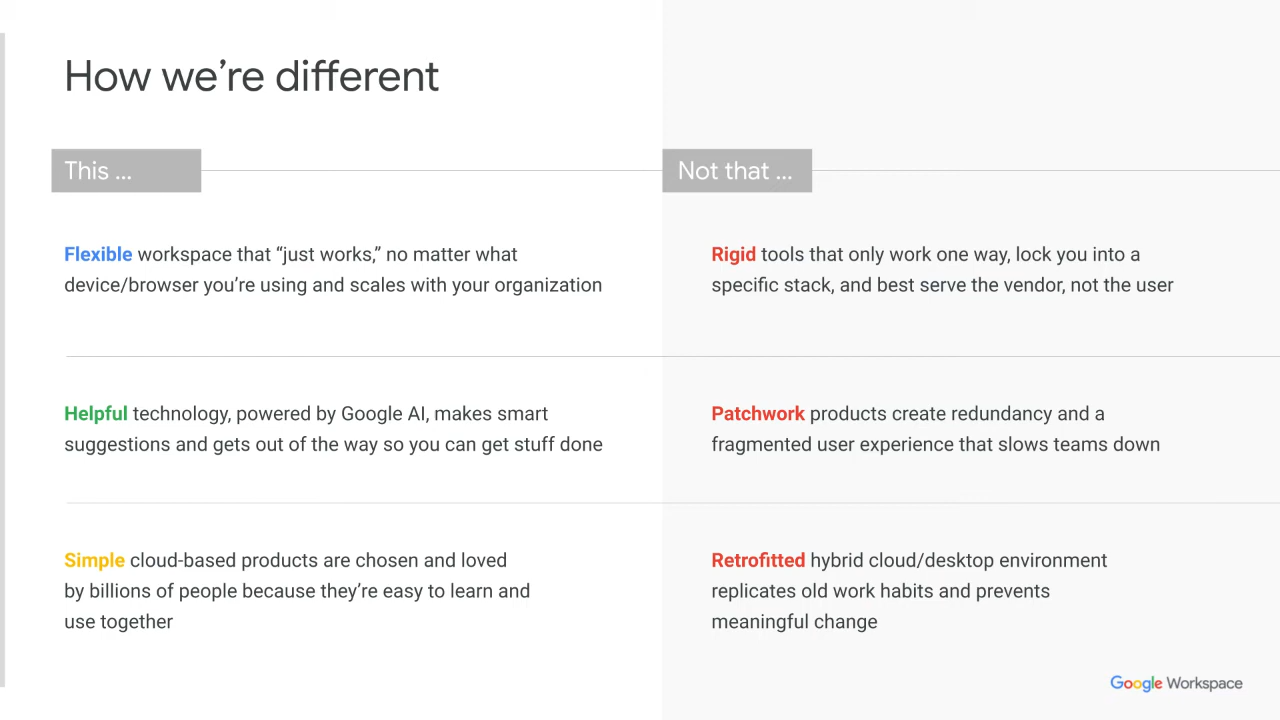 How we’re different
This ...
Not that ...
Flexible workspace that “just works,” no matter what
device/browser you’re using and scales with your organization
Rigid tools that only work one way, lock you into a
specific stack, and best serve the vendor, not the user
Helpful technology, powered by Google AI, makes smart
suggestions and gets out of the way so you can get stuff done
Patchwork products create redundancy and a
fragmented user experience that slows teams down
Simple cloud-based products are chosen and loved
by billions of people because they’re easy to learn and
use together
Retrofitted hybrid cloud/desktop environment
replicates old work habits and prevents
meaningful change
Google Workspace